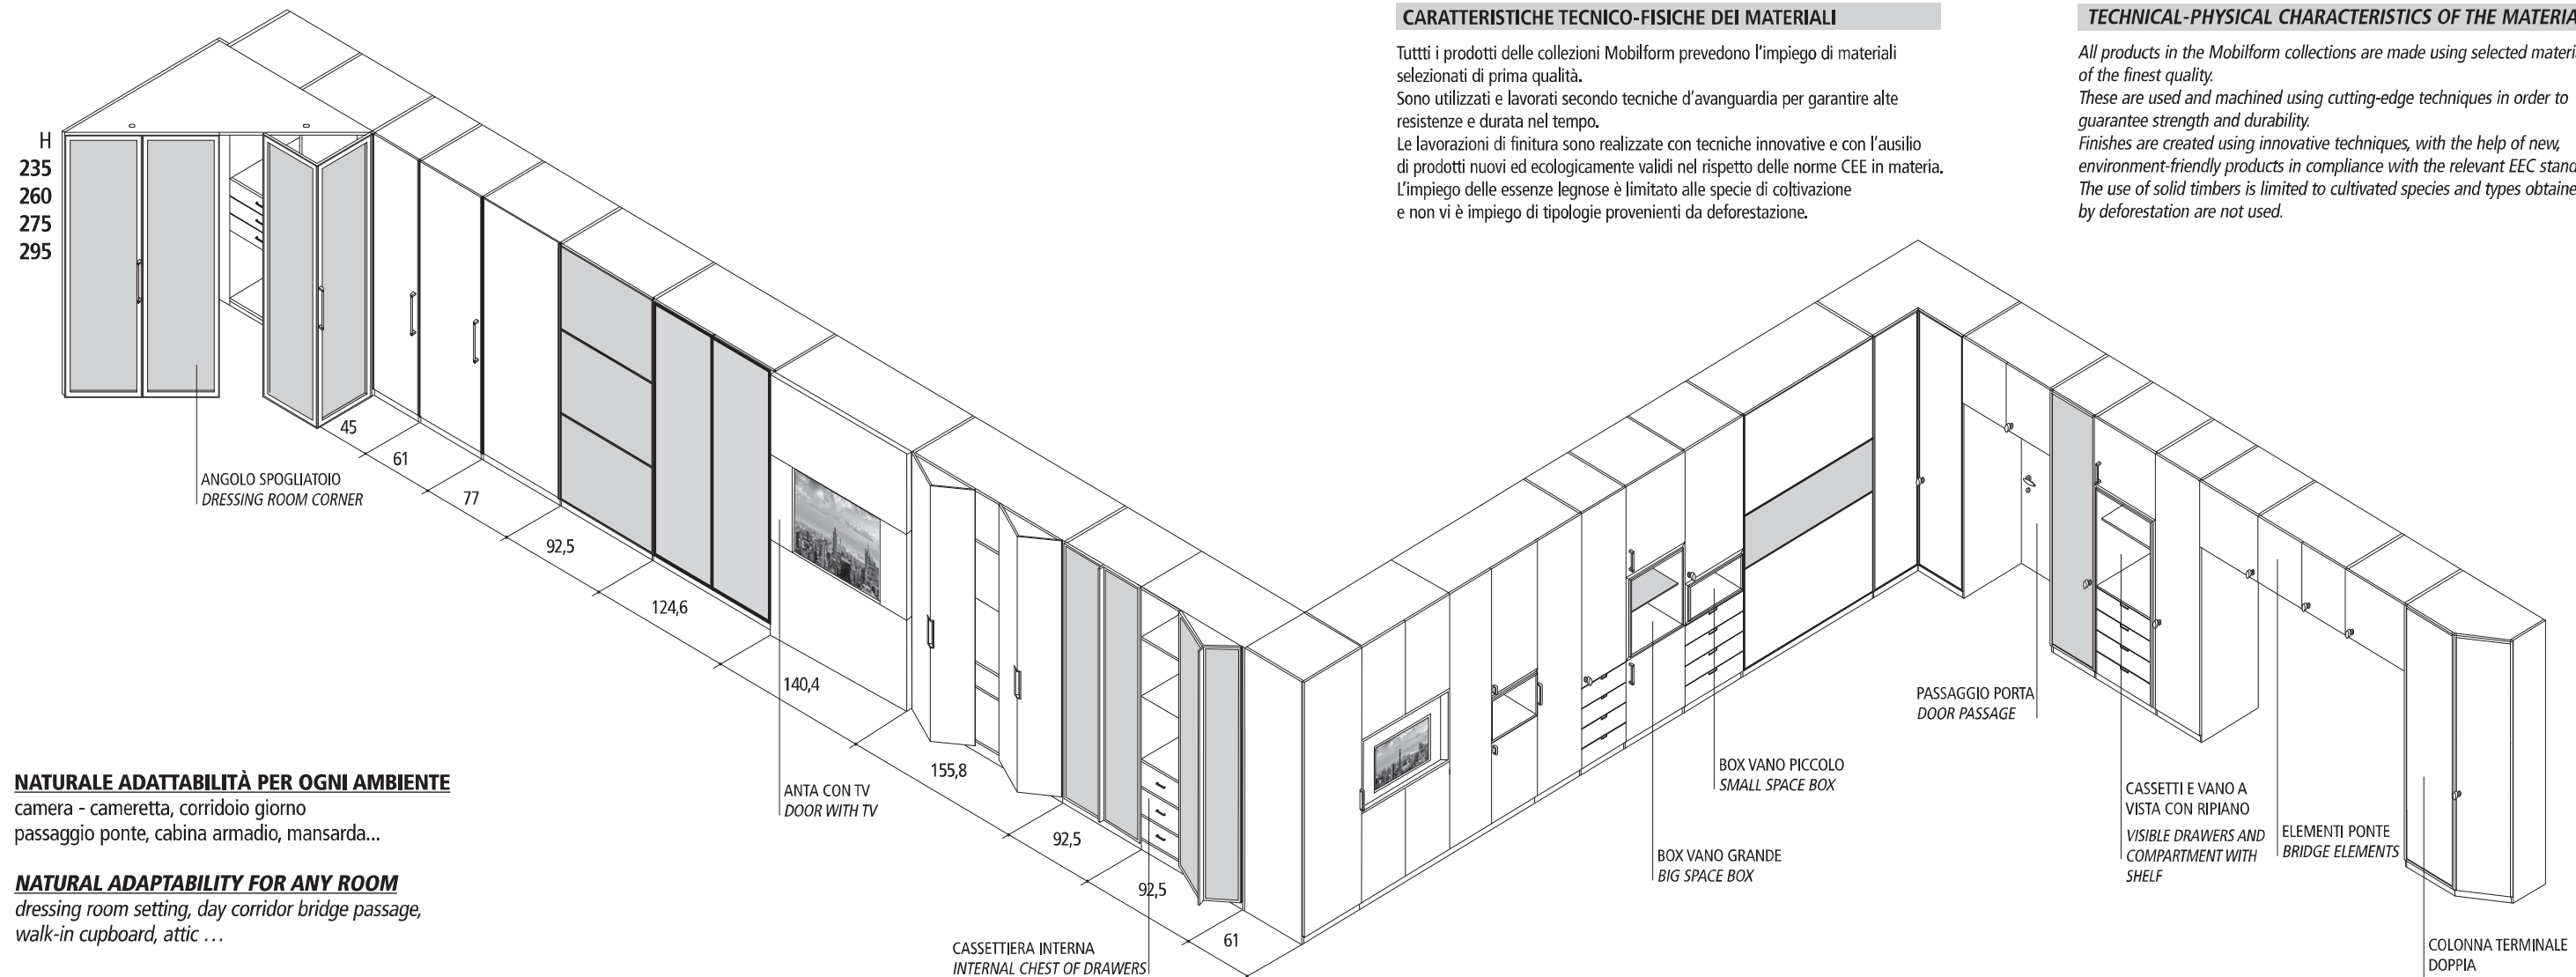 CARATTERISTICHE TECNICO-FISICHE DEI MATERIALI
Tuttti i prodotti delle collezioni Mobilform prevedono l'impiego di materiali
selezionati di prima qualità.
Sono utilizzati e lavorati secondo tecniche d'avanguardia per garantire alte
resistenze e durata nel tempo.
Le lavorazioni di finitura sono realizzate con tecniche innovative e con l'ausilio
di prodotti nuovi ed ecologicamente validi nel rispetto delle norme CEE in materia.
L'impiego delle essenze legnose è limitato alle specie di coltivazione
e non vi è impiego di tipologie provenienti da deforestazione.
TECHNICAL-PHYSICAL CHARACTERISTICS OF THE
All products in the Mobilform collections are made using selected
of the finest quality.
These are used and machined using cutting-edge techniques in order to
guarantee strength and durability.
Finishes are created using innovative techniques, with the help of new,
environment-friendly products in compliance with the relevant EEC
The use of solid timbers is limited to cultivated species and types
by deforestation are not used.
H
235
260
275
295
45
61
77
92,5
124,6
140,4
155,8
92,5
92,5
61
ANGOLO SPOGLIATOIO
DRESSING ROOM CORNER
ANTA CON TV
DOOR WITH TV
CASSETTIERA INTERNA
INTERNAL CHEST OF DRAWERS
BOX VANO GRANDE
BIG SPACE BOX
BOX VANO PICCOLO
SMALL SPACE BOX
PASSAGGIO PORTA
DOOR PASSAGE
CASSETTI E VANO A
VISTA CON RIPIANO
VISIBLE DRAWERS AND
COMPARTMENT WITH
SHELF
ELEMENTI PONTE
BRIDGE ELEMENTS
COLONNA TERMINALE
DOPPIA
NATURALE ADATTABILITÀ PER OGNI AMBIENTE
camera - cameretta, corridoio giorno
passaggio ponte, cabina armadio, mansarda...
NATURAL ADAPTABILITY FOR ANY ROOM
dressing room setting, day corridor bridge passage,
walk-in cupboard, attic …